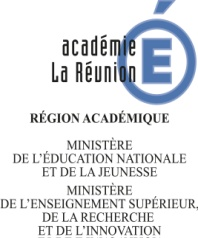 académie
La Réunion É
RÉGION ACADÉMIQUE
MINISTÈRE
DE L'ÉDUCATION NATIONALE
ET DE LA JEUNESSE
MINISTÈRE
DE L'ENSEIGNEMENT SUPÉRIEUR,
DE LA RECHERCHE
ET DE L'INNOVATION